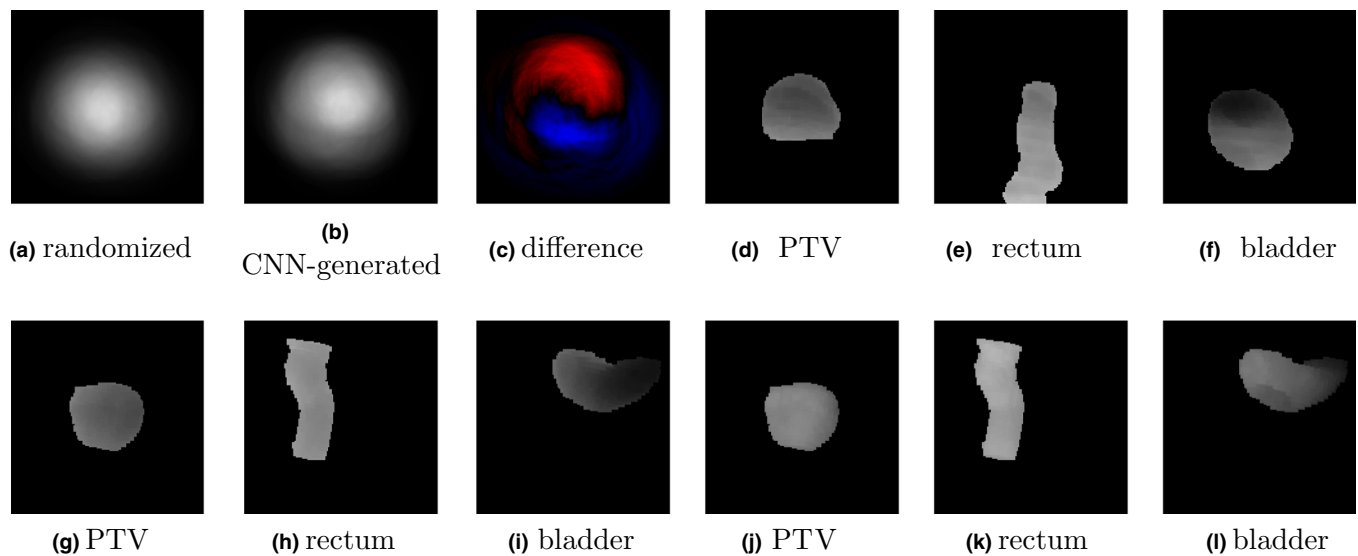 (a) randomized
(b)
CNN-generated
(c) difference
(d) PTV
(e) rectum
(f) bladder
(g) PTV
(h) rectum
(i) bladder
(j) PTV
(k) rectum
(l) bladder